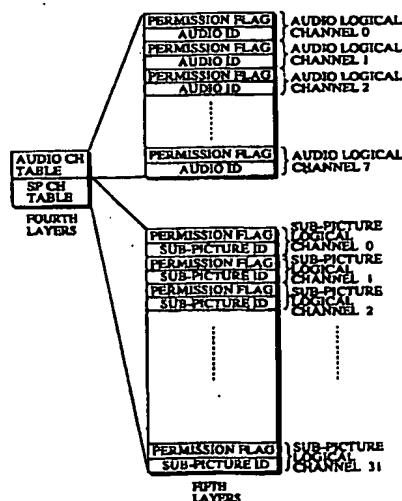 PERMISSION FLAG
AUDIO ID
AUDIO LOGICAL
CHANNEL 0
PERMISSION FLAG
AUDIO ID
AUDIO LOGICAL
CHANNEL 1
PERMISSION FLAG
AUDIO ID
AUDIO LOGICAL
CHANNEL 2
PERMISSION FLAG
AUDIO ID
AUDIO LOGICAL
CHANNEL 7
AUDIO CH
TABLE
SP CH
TABLE
FOURTH
LAYERS
PERMISSION FLAG
SUB-PICTURE ID
SUB-PICTURE
LOGICAL
CHANNEL 0
PERMISSION FLAG
SUB-PICTURE ID
SUB-PICTURE
LOGICAL
CHANNEL 1
PERMISSION FLAG
SUB-PICTURE ID
SUB-PICTURE
LOGICAL
CHANNEL 2
PERMISSION FLAG
SUB-PICTURE ID
SUB-PICTURE
LOGICAL
CHANNEL 31
FIFTH
LAYERS